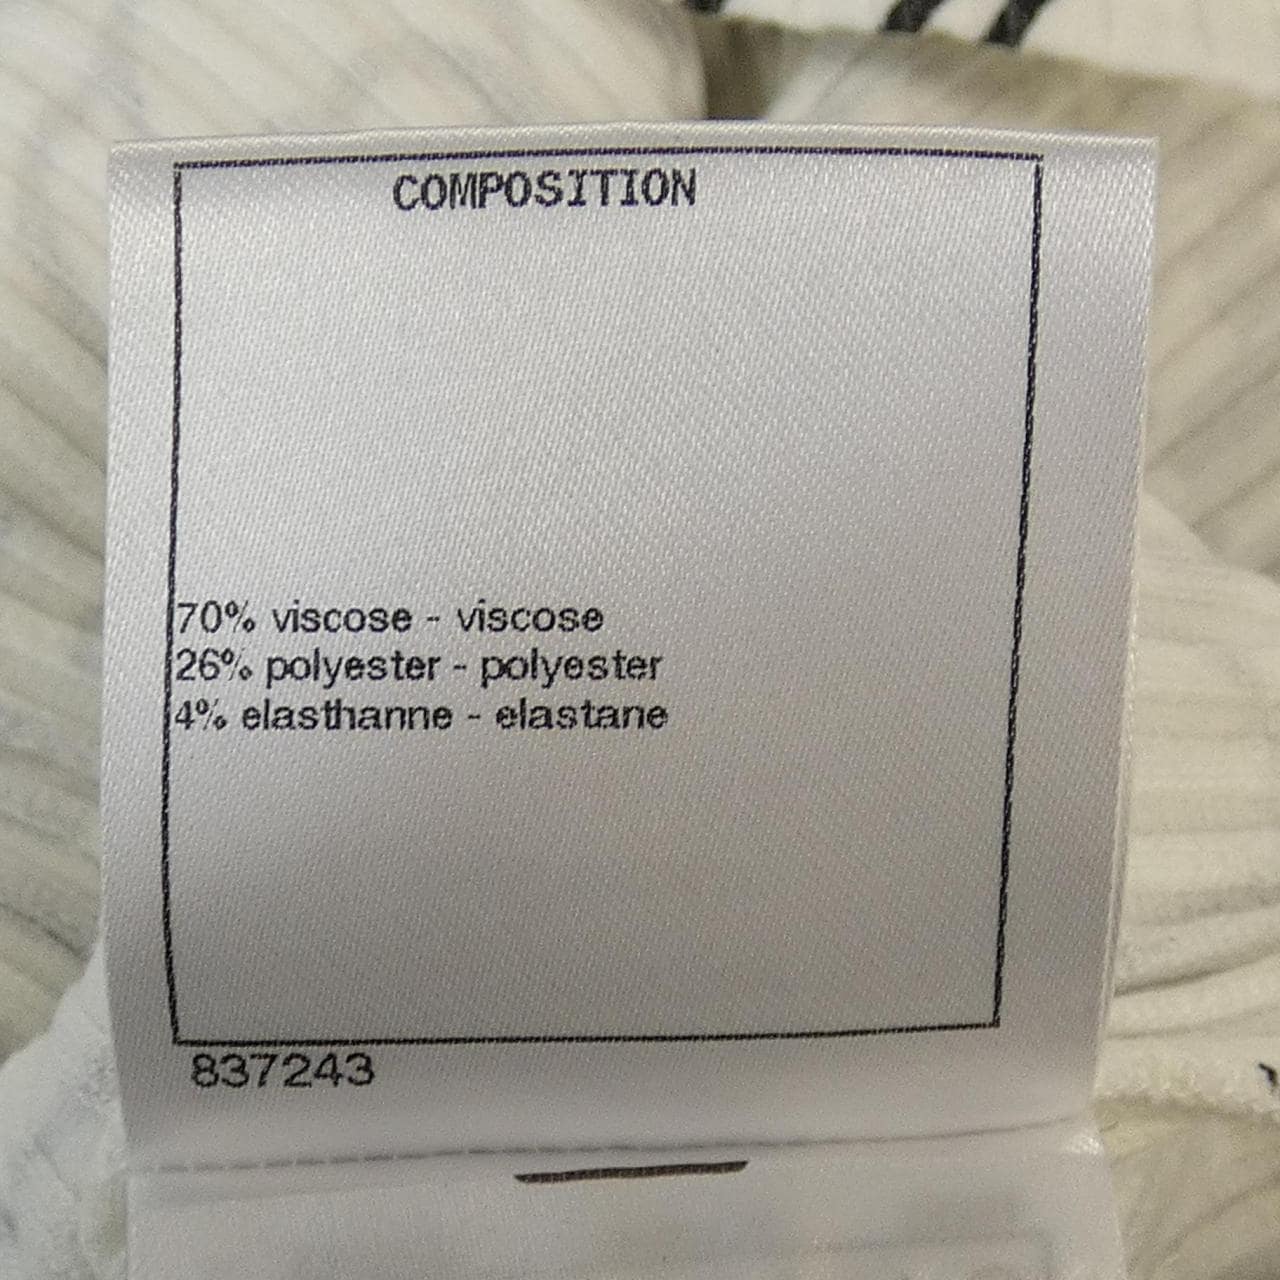 COMPOSITION
70% viscose - viscose
26% polyester - polyester
4% elasthanne - elastane
837243